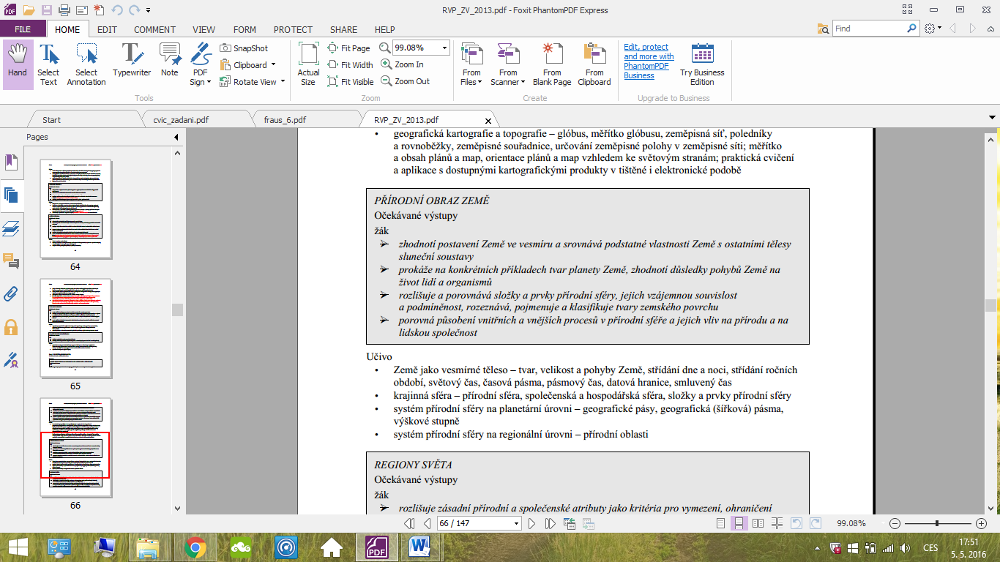 RVP_ZV_2013.pdf - Foxit PhantomPDF Express
FILE HOME EDIT COMMENT VIEW FORM PROTECT SHARE HELP
Find
Hand
Select Text
Select Annotation
Typewriter
Note
PDF Sign
SnapShot
Clipboard
Rotate View
Tools
Actual Size
Fit Page
Fit Width
Fit Visible
99.08%
Zoom In
Zoom Out
Zoom
From Files
From Scanner
From Blank Page
From Clipboard
Create
Edit, protect
and more with
PhantomPDF
Business
Try Business Edition
Upgrade to Business
Start cvic_zadani.pdf fraus_6.pdf RVP_ZV_2013.pdf
Pages
64
65
66
• geografická kartografie a topografie – glóbus, měřítko glóbusu, zeměpisná síť, poledníky
a rovnoběžky, zeměpisné souřadnice, určování zeměpisné polohy v zeměpisné síti; měřítko
a obsah plánů a map, orientace plánů a map vzhledem ke světovým stranám; praktická cvičení
a aplikace s dostupnými kartografickými produkty v tištěné i elektronické podobě
PŘÍRODNÍ OBRAZ ZEMĚ
Očekávané výstupy
žák
➢ zhodnotí postavení Země ve vesmíru a srovnává podstatné vlastnosti Země s ostatními tělesy
sluneční soustavy
➢ prokáže na konkrétních příkladech tvar planety Země, zhodnotí důsledky pohybů Země na
život lidí a organismů
➢ rozlišuje a porovnává složky a prvky přírodní sféry, jejich vzájemnou souvislost
a podmíněnost, rozeznává, pojmenuje a klasifikuje tvary zemského povrchu
➢ porovná působení vnitřních a vnějších procesů v přírodní sféře a jejich vliv na přírodu a na
lidskou společnost
Učivo
• Země jako vesmírné těleso – tvar, velikost a pohyby Země, střídání dne a noci, střídání ročních
období, světový čas, časová pásma, pásmový čas, datová hranice, smluvený čas
• krajinná sféra – přírodní sféra, společenská a hospodářská sféra, složky a prvky přírodní sféry
• systém přírodní sféry na planetární úrovni – geografické pásy, geografická (šířková) pásma,
výškové stupně
• systém přírodní sféry na regionální úrovni – přírodní oblasti
REGIONY SVĚTA
Očekávané výstupy
žák
➢ rozlišuje zásadní přírodní a společenské atributy jako kritéria pro vymezení, ohraničení
66 / 147
99.08%
PDF
CES
17:51
5. 5. 2016